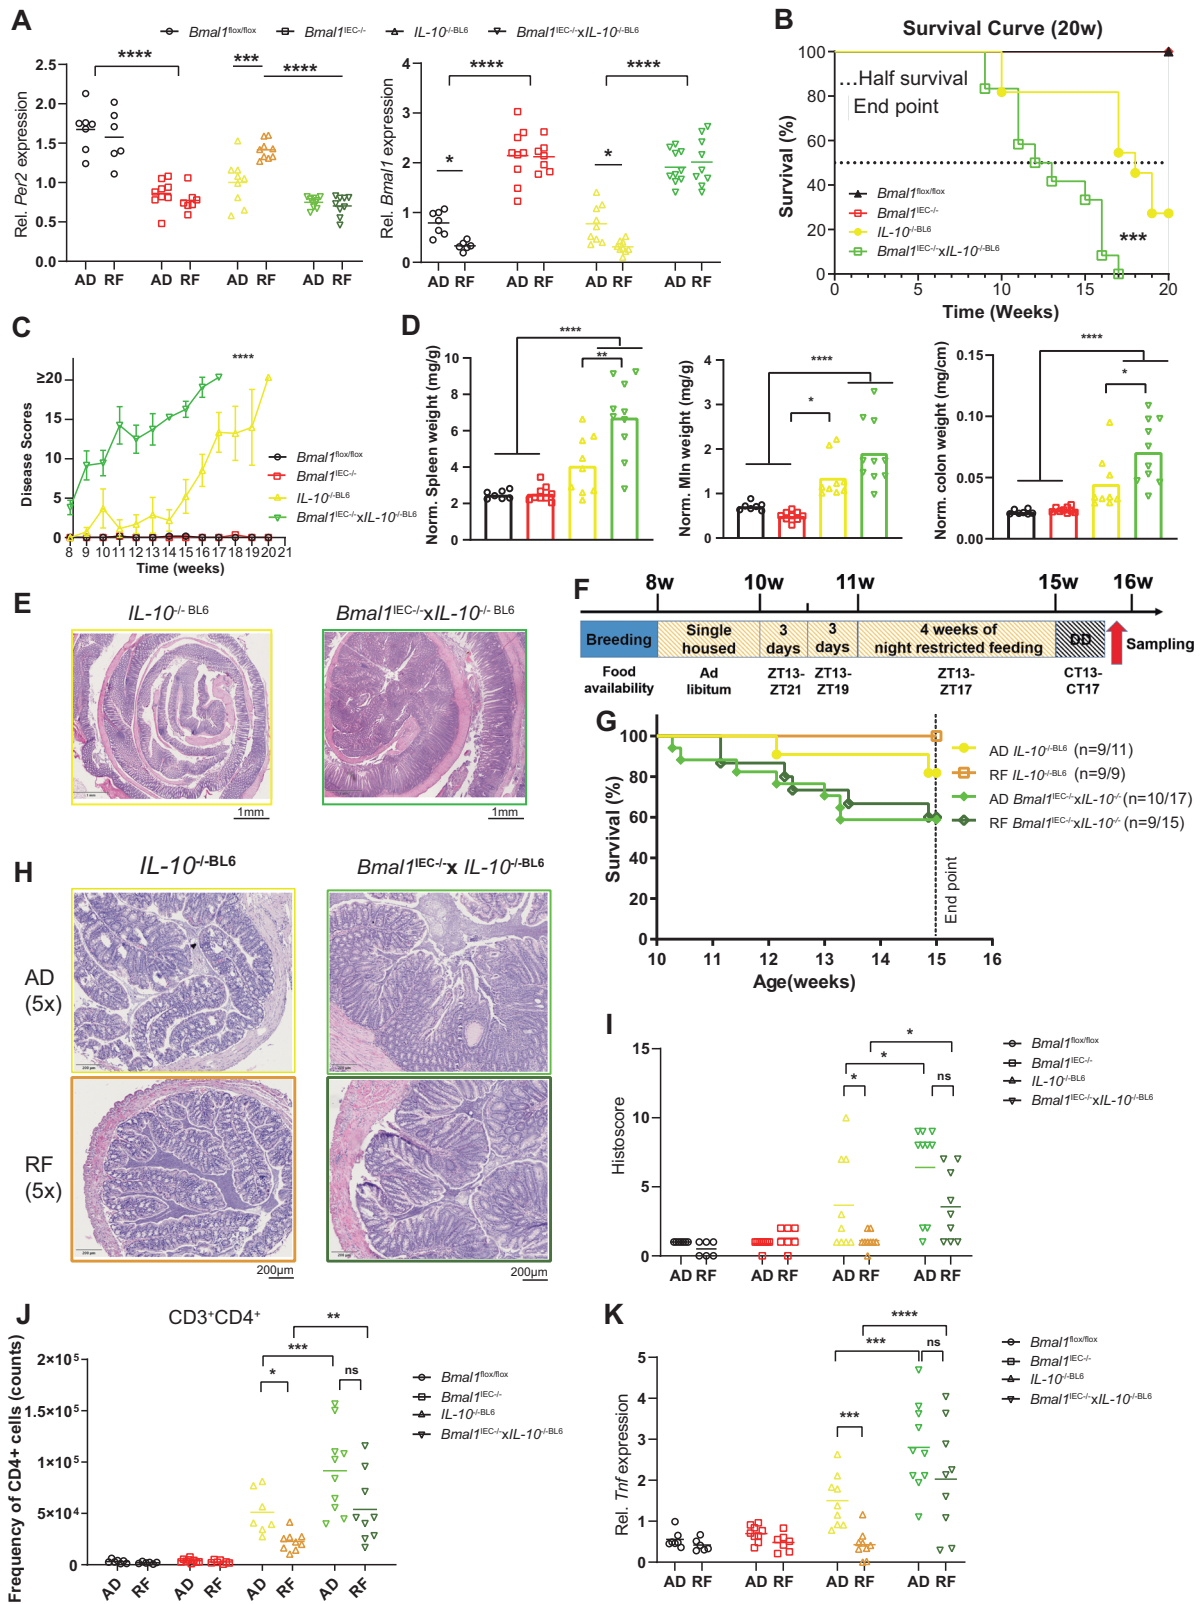 A
Bmal1flox/flox Bmal1IEC-/- IL-10-/-BL6 Bmal1IEC-/-xIL-10-/-BL6
Rel. Per2 expression
2.5
2.0
1.5
1.0
0.5
0.0
**** *** ****
AD RF AD RF AD RF AD RF
Rel. Bmal1 expression
4
3
2
1
0
**** ****
* *
AD RF AD RF AD RF AD RF
B
Survival Curve (20w)
Survival (%)
100
80
60
40
20
0
...Half survival
End point
Bmal1flox/flox
Bmal1IEC-/-
IL-10-/-BL6
Bmal1IEC-/-xIL-10-/-BL6
***
0 5 10 15 20
Time (Weeks)
C
Disease Scores
≥20
15
10
5
0
****
Bmal1flox/flox
Bmal1IEC-/-
IL-10-/-BL6
Bmal1IEC-/-xIL-10-/-BL6
8 9 10 11 12 13 14 15 16 17 18 19 20 21
Time (weeks)
D
Norm. Spleen weight (mg/g)
10
8
6
4
2
0
****
**
Norm. Mln weight (mg/g)
4
3
2
1
0
****
*
Norm. colon weight (mg/cm)
0.15
0.10
0.05
0.00
****
*
E
IL-10-/- BL6 Bmal1IEC-/-xIL-10-/- BL6
1mm 1mm
F
8w 10w 11w 15w 16w
Breeding Single housed 3 days 3 days 4 weeks of night restricted feeding DD Sampling
Food availability Ad libitum ZT13-ZT21 ZT13-ZT19 ZT13-ZT17 CT13-CT17
G
Survival (%)
100
80
60
40
20
0
End point
AD IL-10-/-BL6 (n=9/11)
RF IL-10-/-BL6 (n=9/9)
AD Bmal1IEC-/-xIL-10-/- (n=10/17)
RF Bmal1IEC-/-xIL-10-/- (n=9/15)
10 11 12 13 14 15 16
Age(weeks)
H
IL-10-/-BL6 Bmal1IEC-/-x IL-10-/-BL6
AD
(5x)
RF
(5x)
200µm 200µm
I
Histoscore
15
10
5
0
*
*
* ns
Bmal1flox/flox
Bmal1IEC-/-
IL-10-/-BL6
Bmal1IEC-/-xIL-10-/-BL6
AD RF AD RF AD RF AD RF
J
CD3+CD4+
Frequency of CD4+ cells (counts)
2×10⁵
1.5×10⁵
1×10⁵
5×10⁴
0
**
***
* ns
Bmal1flox/flox
Bmal1IEC-/-
IL-10-/-BL6
Bmal1IEC-/-xIL-10-/-BL6
AD RF AD RF AD RF AD RF
K
Rel. Tnf expression
5
4
3
2
1
0
****
*** ns
***
Bmal1flox/flox
Bmal1IEC-/-
IL-10-/-BL6
Bmal1IEC-/-xIL-10-/-BL6
AD RF AD RF AD RF AD RF